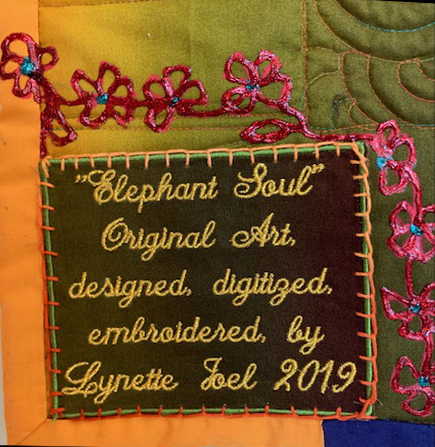 "Elephant Soul"
Original Art,
designed, digitized,
embroidered, by
Lynette Joel 2019